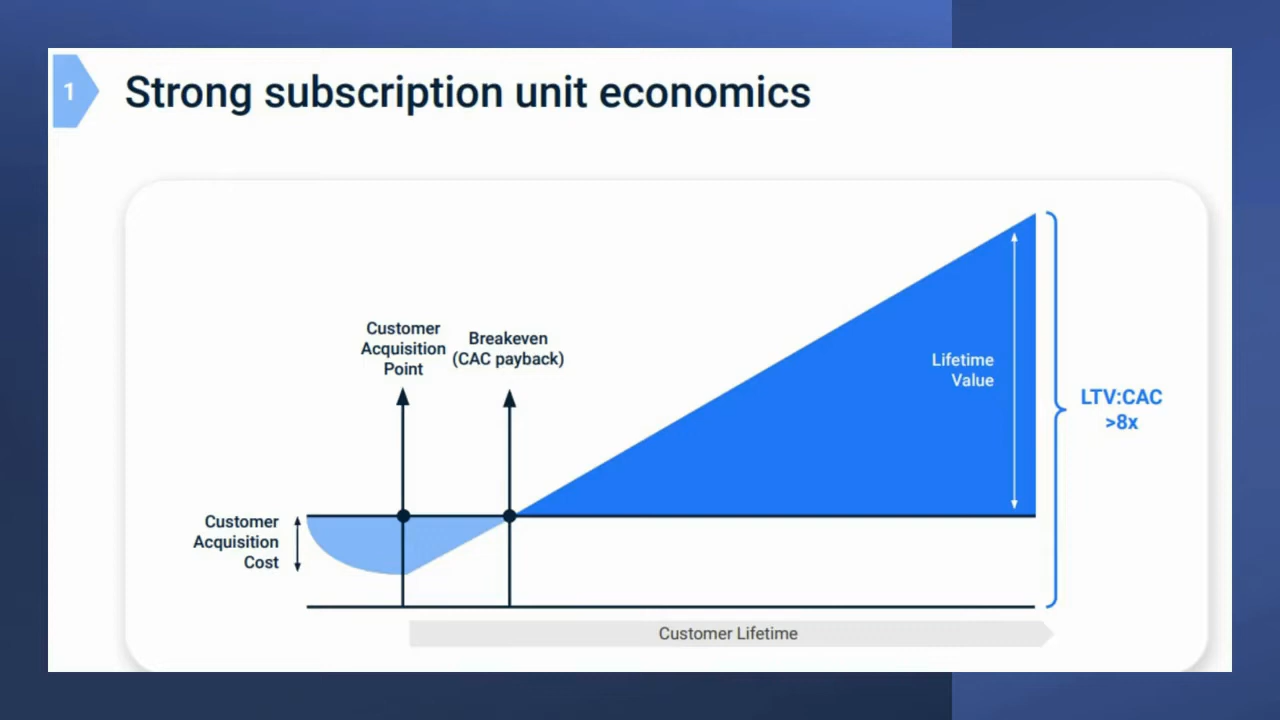 1
Strong subscription unit economics
Customer
Acquisition
Point
Breakeven
(CAC payback)
Lifetime
Value
LTV:CAC
>8x
Customer
Acquisition
Cost
Customer Lifetime